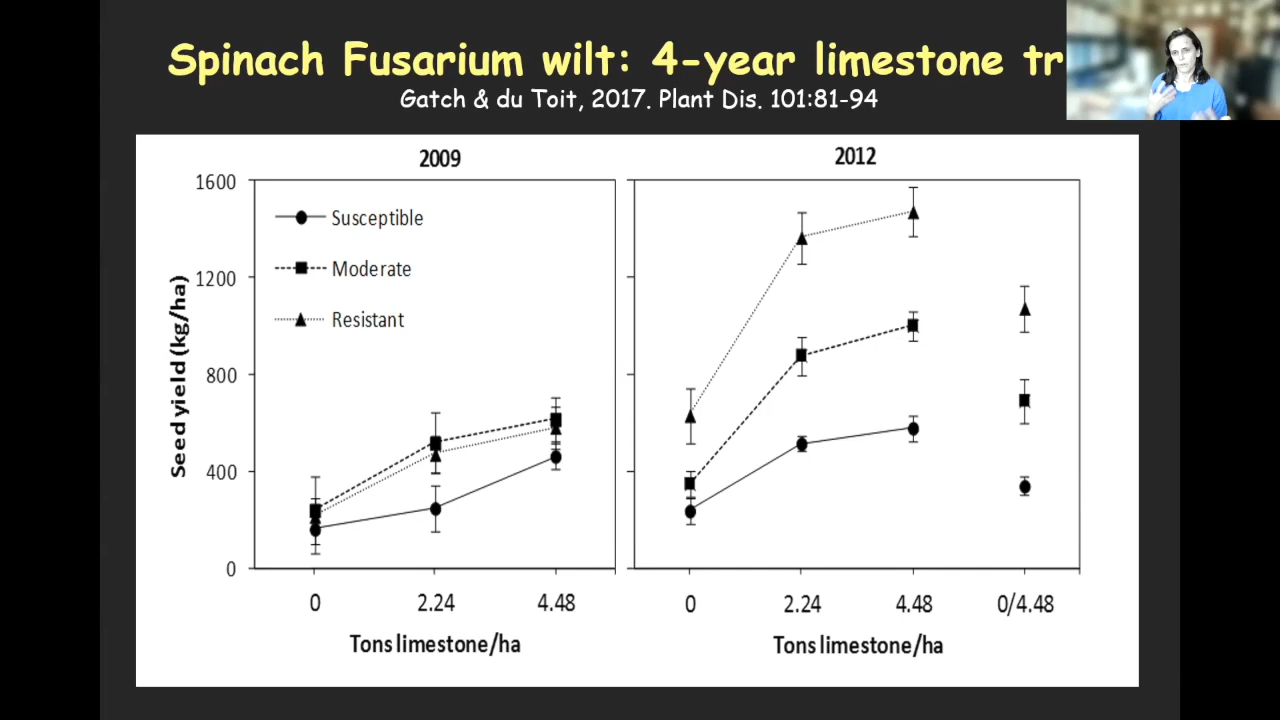 Spinach Fusarium wilt: 4-year limestone tr
Gatch & du Toit, 2017. Plant Dis. 101:81-94
2009
2012
1600
1200
800
400
0
Seed yield (kg/ha)
Susceptible
Moderate
Resistant
0 2.24 4.48
0 2.24 4.48 0/4.48
Tons limestone/ha
Tons limestone/ha